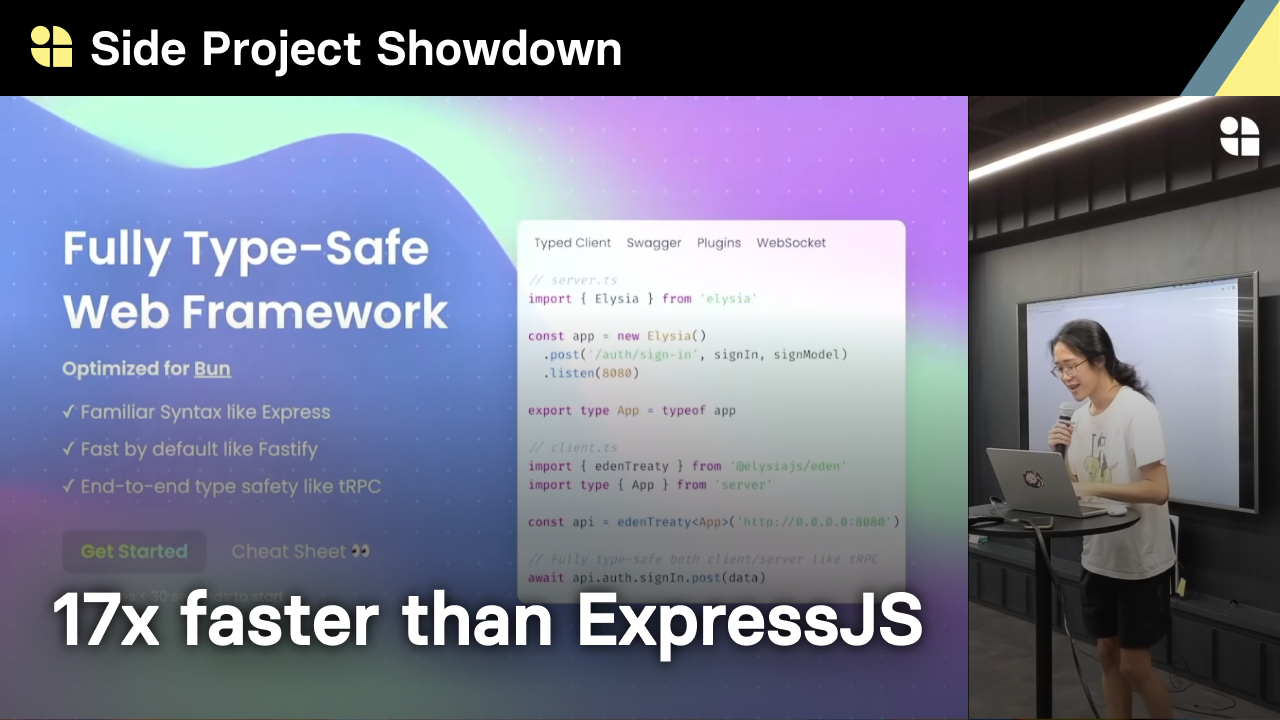 Side Project Showdown
Fully Type-Safe
Web Framework
Optimized for Bun
✓ Familiar Syntax like Express
✓ Fast by default like Fastify
✓ End-to-end type safety like tRPC
Get Started
Cheat Sheet 👀
Typed Client Swagger Plugins WebSocket
// server.ts
import { Elysia } from 'elysia'
const app = new Elysia()
.post('/auth/sign-in', signIn, signModel)
.listen(8080)
export type App = typeof app
// client.ts
import { edenTreaty } from '@elysiajs/eden'
import type { App } from 'server'
const api = edenTreaty<App>('http://0.0.0.0:8080')
// Fully type-safe both client/server like tRPC
await api.auth.signIn.post(data)
17x faster than ExpressJS